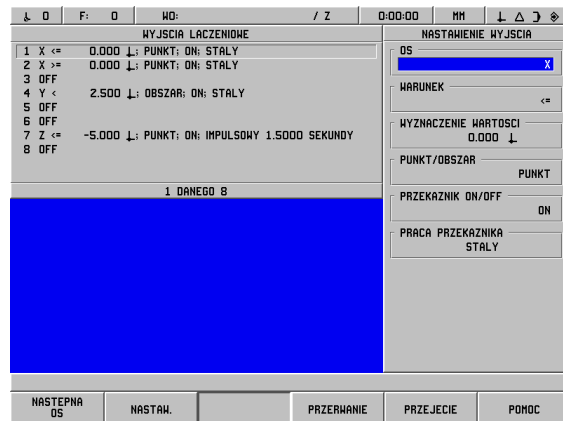 0 F: 0 WO: / Z 0:00:00 MM
WYJSCIA LACZENIOWE
1 X <= 0.000 ; PUNKT; ON; STALY
2 X >= 0.000 ; PUNKT; ON; STALY
3 OFF
4 Y < 2.500 ; OBSZAR; ON; STALY
5 OFF
6 OFF
7 Z <= -5.000 ; PUNKT; ON; IMPULSOWY 1.5000 SEKUNDY
8 OFF
1 DANEGO 8
NASTAWIENIE WYJSCIA
OS
X
WARUNEK
<=
WYZNACZENIE WARTOSCI
0.000
PUNKT/OBSZAR
PUNKT
PRZEKAZNIK ON/OFF
ON
PRACA PRZEKAZNIKA
STALY
NASTEPNA
OS
NASTAW.
PRZERWANIE
PRZEJECIE
POMOC